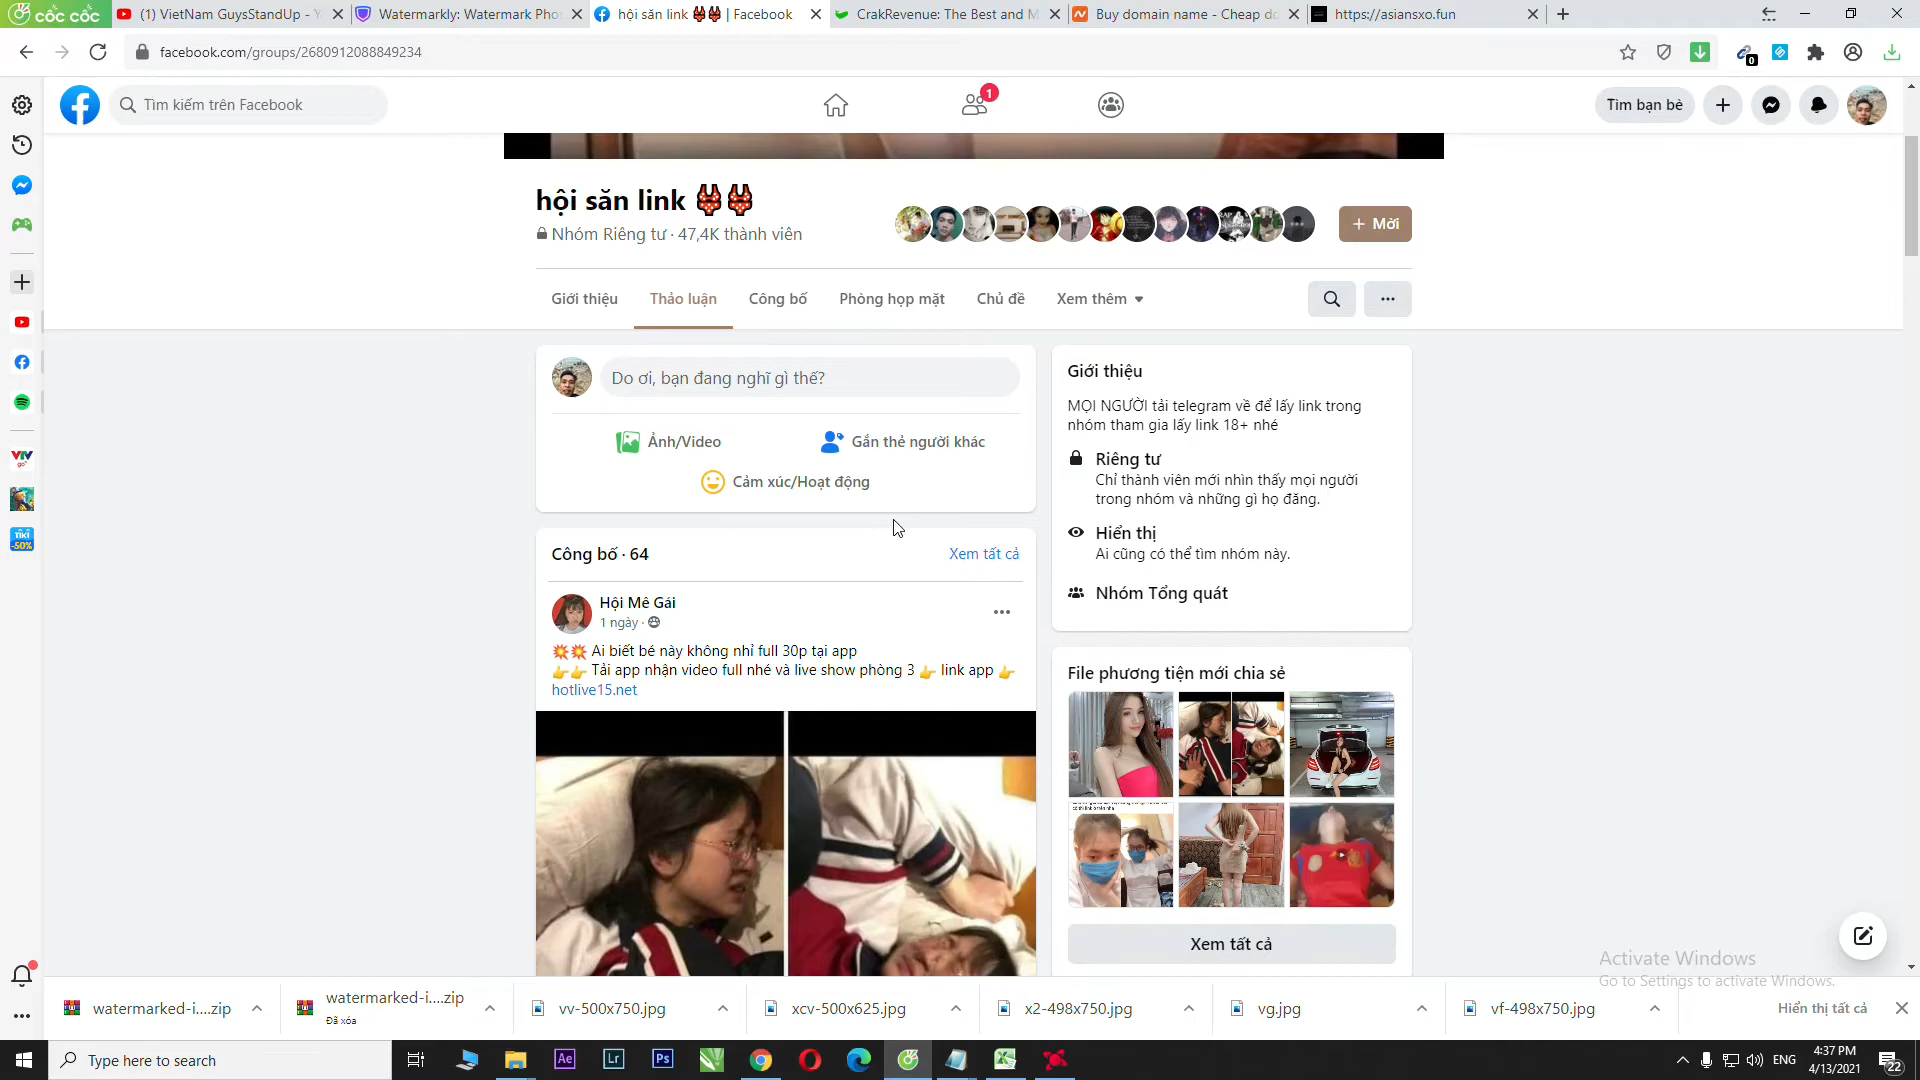 cốc cốc
(1) VietNam GuysStandUp - Y
Watermarkly: Watermark Pho
hội săn link 👙👙 | Facebook
CrakRevenue: The Best and M
Buy domain name - Cheap do
https://asiansxo.fun
facebook.com/groups/2680912088849234
0
Tìm kiếm trên Facebook
1
Tìm bạn bè
hội săn link 👙👙
Nhóm Riêng tư · 47,4K thành viên
+ Mời
Giới thiệu
Thảo luận
Công bố
Phòng họp mặt
Chủ đề
Xem thêm
Do ơi, bạn đang nghĩ gì thế?
Ảnh/Video
Gắn thẻ người khác
Cảm xúc/Hoạt động
Công bố · 64
Xem tất cả
Hội Mê Gái
1 ngày ·
💥💥 Ai biết bé này không nhỉ full 30p tại app
👉👉 Tải app nhận video full nhé và live show phòng 3 👉 link app 👉
hotlive15.net
Giới thiệu
MỌI NGƯỜI tải telegram về để lấy link trong
nhóm tham gia lấy link 18+ nhé
Riêng tư
Chỉ thành viên mới nhìn thấy mọi người
trong nhóm và những gì họ đăng.
Hiển thị
Ai cũng có thể tìm nhóm này.
Nhóm Tổng quát
File phương tiện mới chia sẻ
Xem tất cả
VTV
go
TIKI
-50%
Activate Windows
Go to Settings to activate Windows.
watermarked-i....zip
watermarked-i....zip
Đã xóa
vv-500x750.jpg
xcv-500x625.jpg
x2-498x750.jpg
vg.jpg
vf-498x750.jpg
Hiển thị tất cả
Type here to search
Ae
Lr
Ps
ENG
4:37 PM
4/13/2021
22